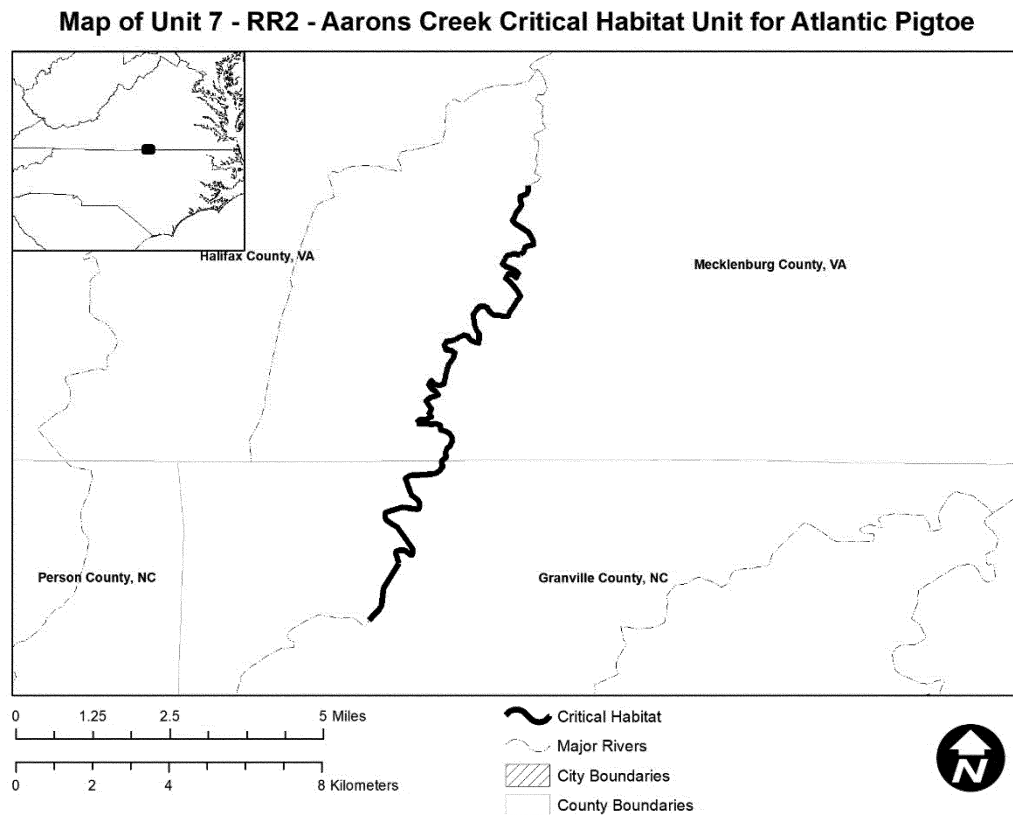 Map of Unit 7 - RR2 - Aarons Creek Critical Habitat Unit for Atlantic Pigtoe
Halifax County, VA
Mecklenburg County, VA
Person County, NC
Granville County, NC
0 1.25 2.5 5 Miles
0 2 4 8 Kilometers
Critical Habitat
Major Rivers
City Boundaries
County Boundaries
N